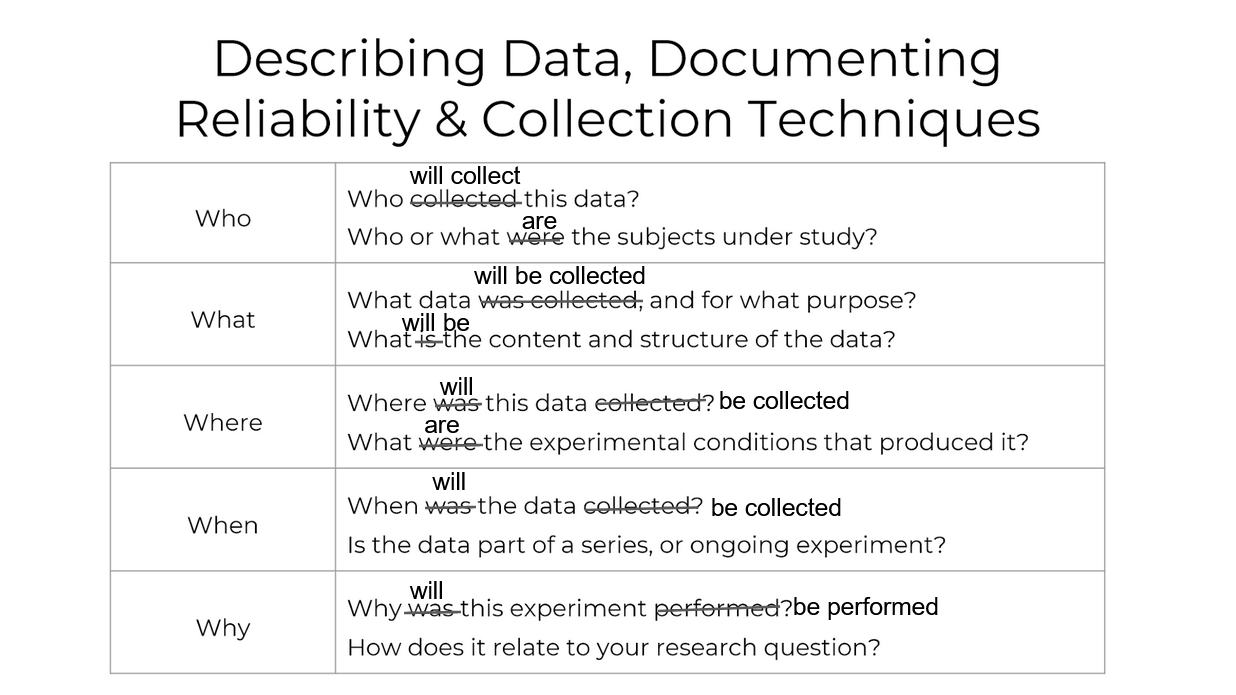 Describing Data, Documenting
Reliability & Collection Techniques
Who
will collect
Who collected this data?
are
Who or what were the subjects under study?
What
will be collected
What data was collected, and for what purpose?
will be
What is the content and structure of the data?
Where
will
Where was this data collected? be collected
are
What were the experimental conditions that produced it?
When
will
When was the data collected? be collected
Is the data part of a series, or ongoing experiment?
Why
will
Why was this experiment performed?be performed
How does it relate to your research question?